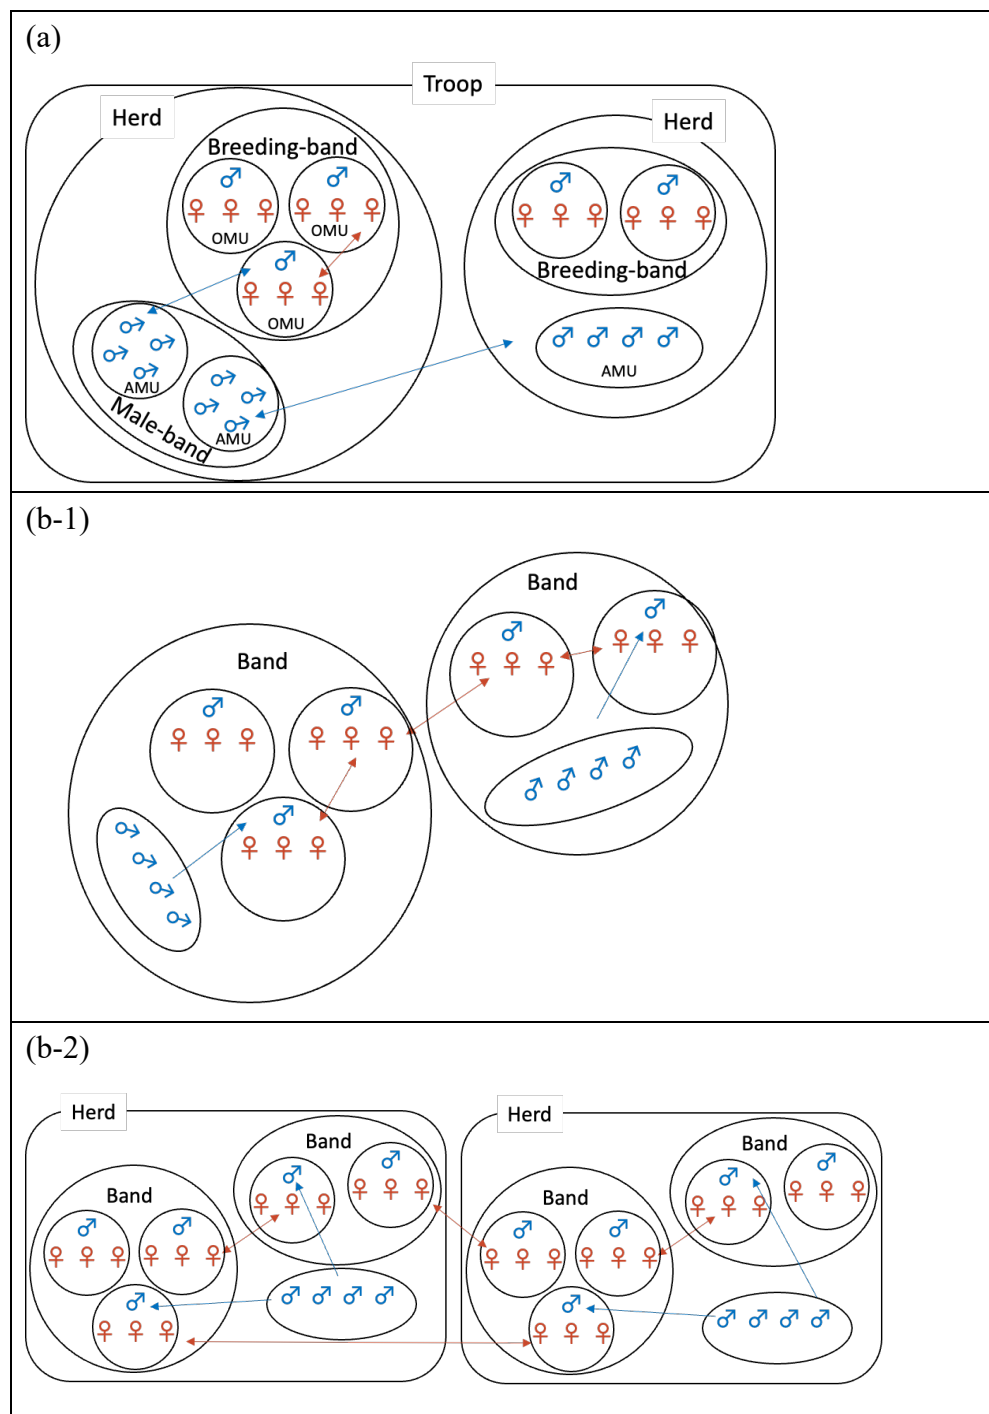 (a)
Troop
Herd
Herd
Breeding-band
OMU
OMU
OMU
Breeding-band
AMU
AMU
Male-band
AMU
(b-1)
Band
Band
(b-2)
Herd
Herd
Band
Band
Band
Band